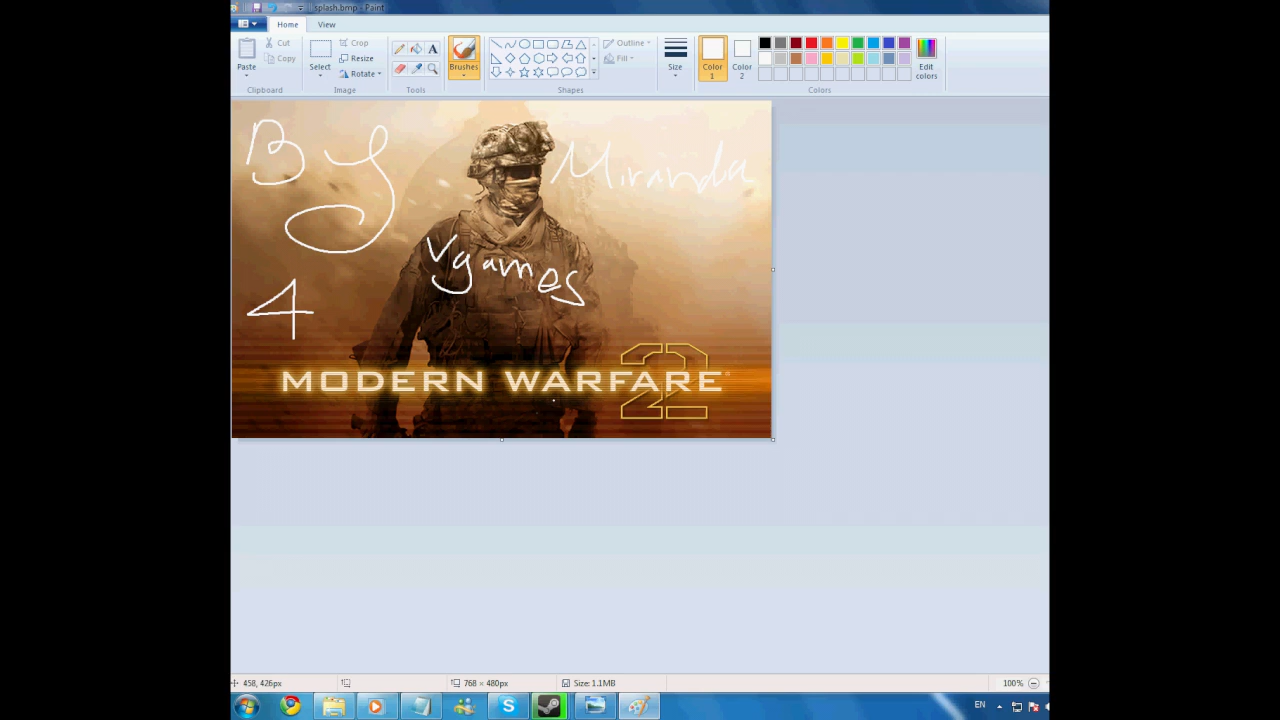 splash.bmp - Paint
Home View
Paste Cut Copy Clipboard
Select Crop Resize Rotate Image
A Tools
Brushes
Shapes Outline Fill
Size
Color 1 Color 2
Edit colors
Colors
By Miranda
4 Vgames
MODERN WARFARE 2
458, 426px 768 × 480px Size: 1.1MB 100%
EN